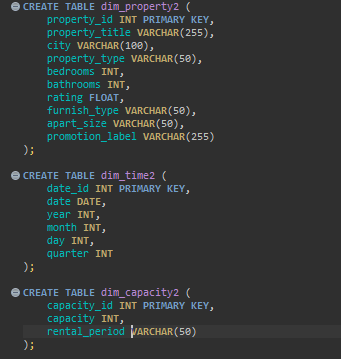 CREATE TABLE dim_property2 (
property_id INT PRIMARY KEY,
property_title VARCHAR(255),
city VARCHAR(100),
property_type VARCHAR(50),
bedrooms INT,
bathrooms INT,
rating FLOAT,
furnish_type VARCHAR(50),
apart_size VARCHAR(50),
promotion_label VARCHAR(255)
);
CREATE TABLE dim_time2 (
date_id INT PRIMARY KEY,
date DATE,
year INT,
month INT,
day INT,
quarter INT
);
CREATE TABLE dim_capacity2 (
capacity_id INT PRIMARY KEY,
capacity INT,
rental_period VARCHAR(50)
);